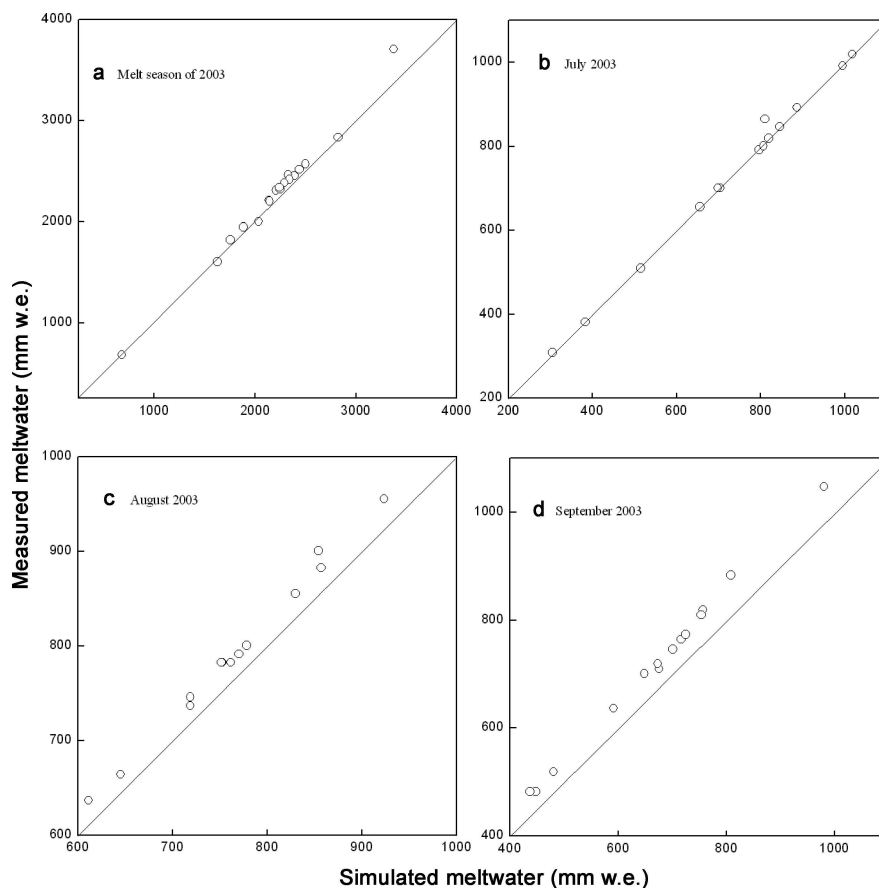 4000
3000
2000
1000
1000 2000 3000 4000
a Melt season of 2003
1000
800
600
400
200
200 400 600 800 1000
b July 2003
Measured meltwater (mm w.e.)
1000
900
800
700
600
600 700 800 900 1000
c August 2003
1000
800
600
400
400 600 800 1000
d September 2003
Simulated meltwater (mm w.e.)